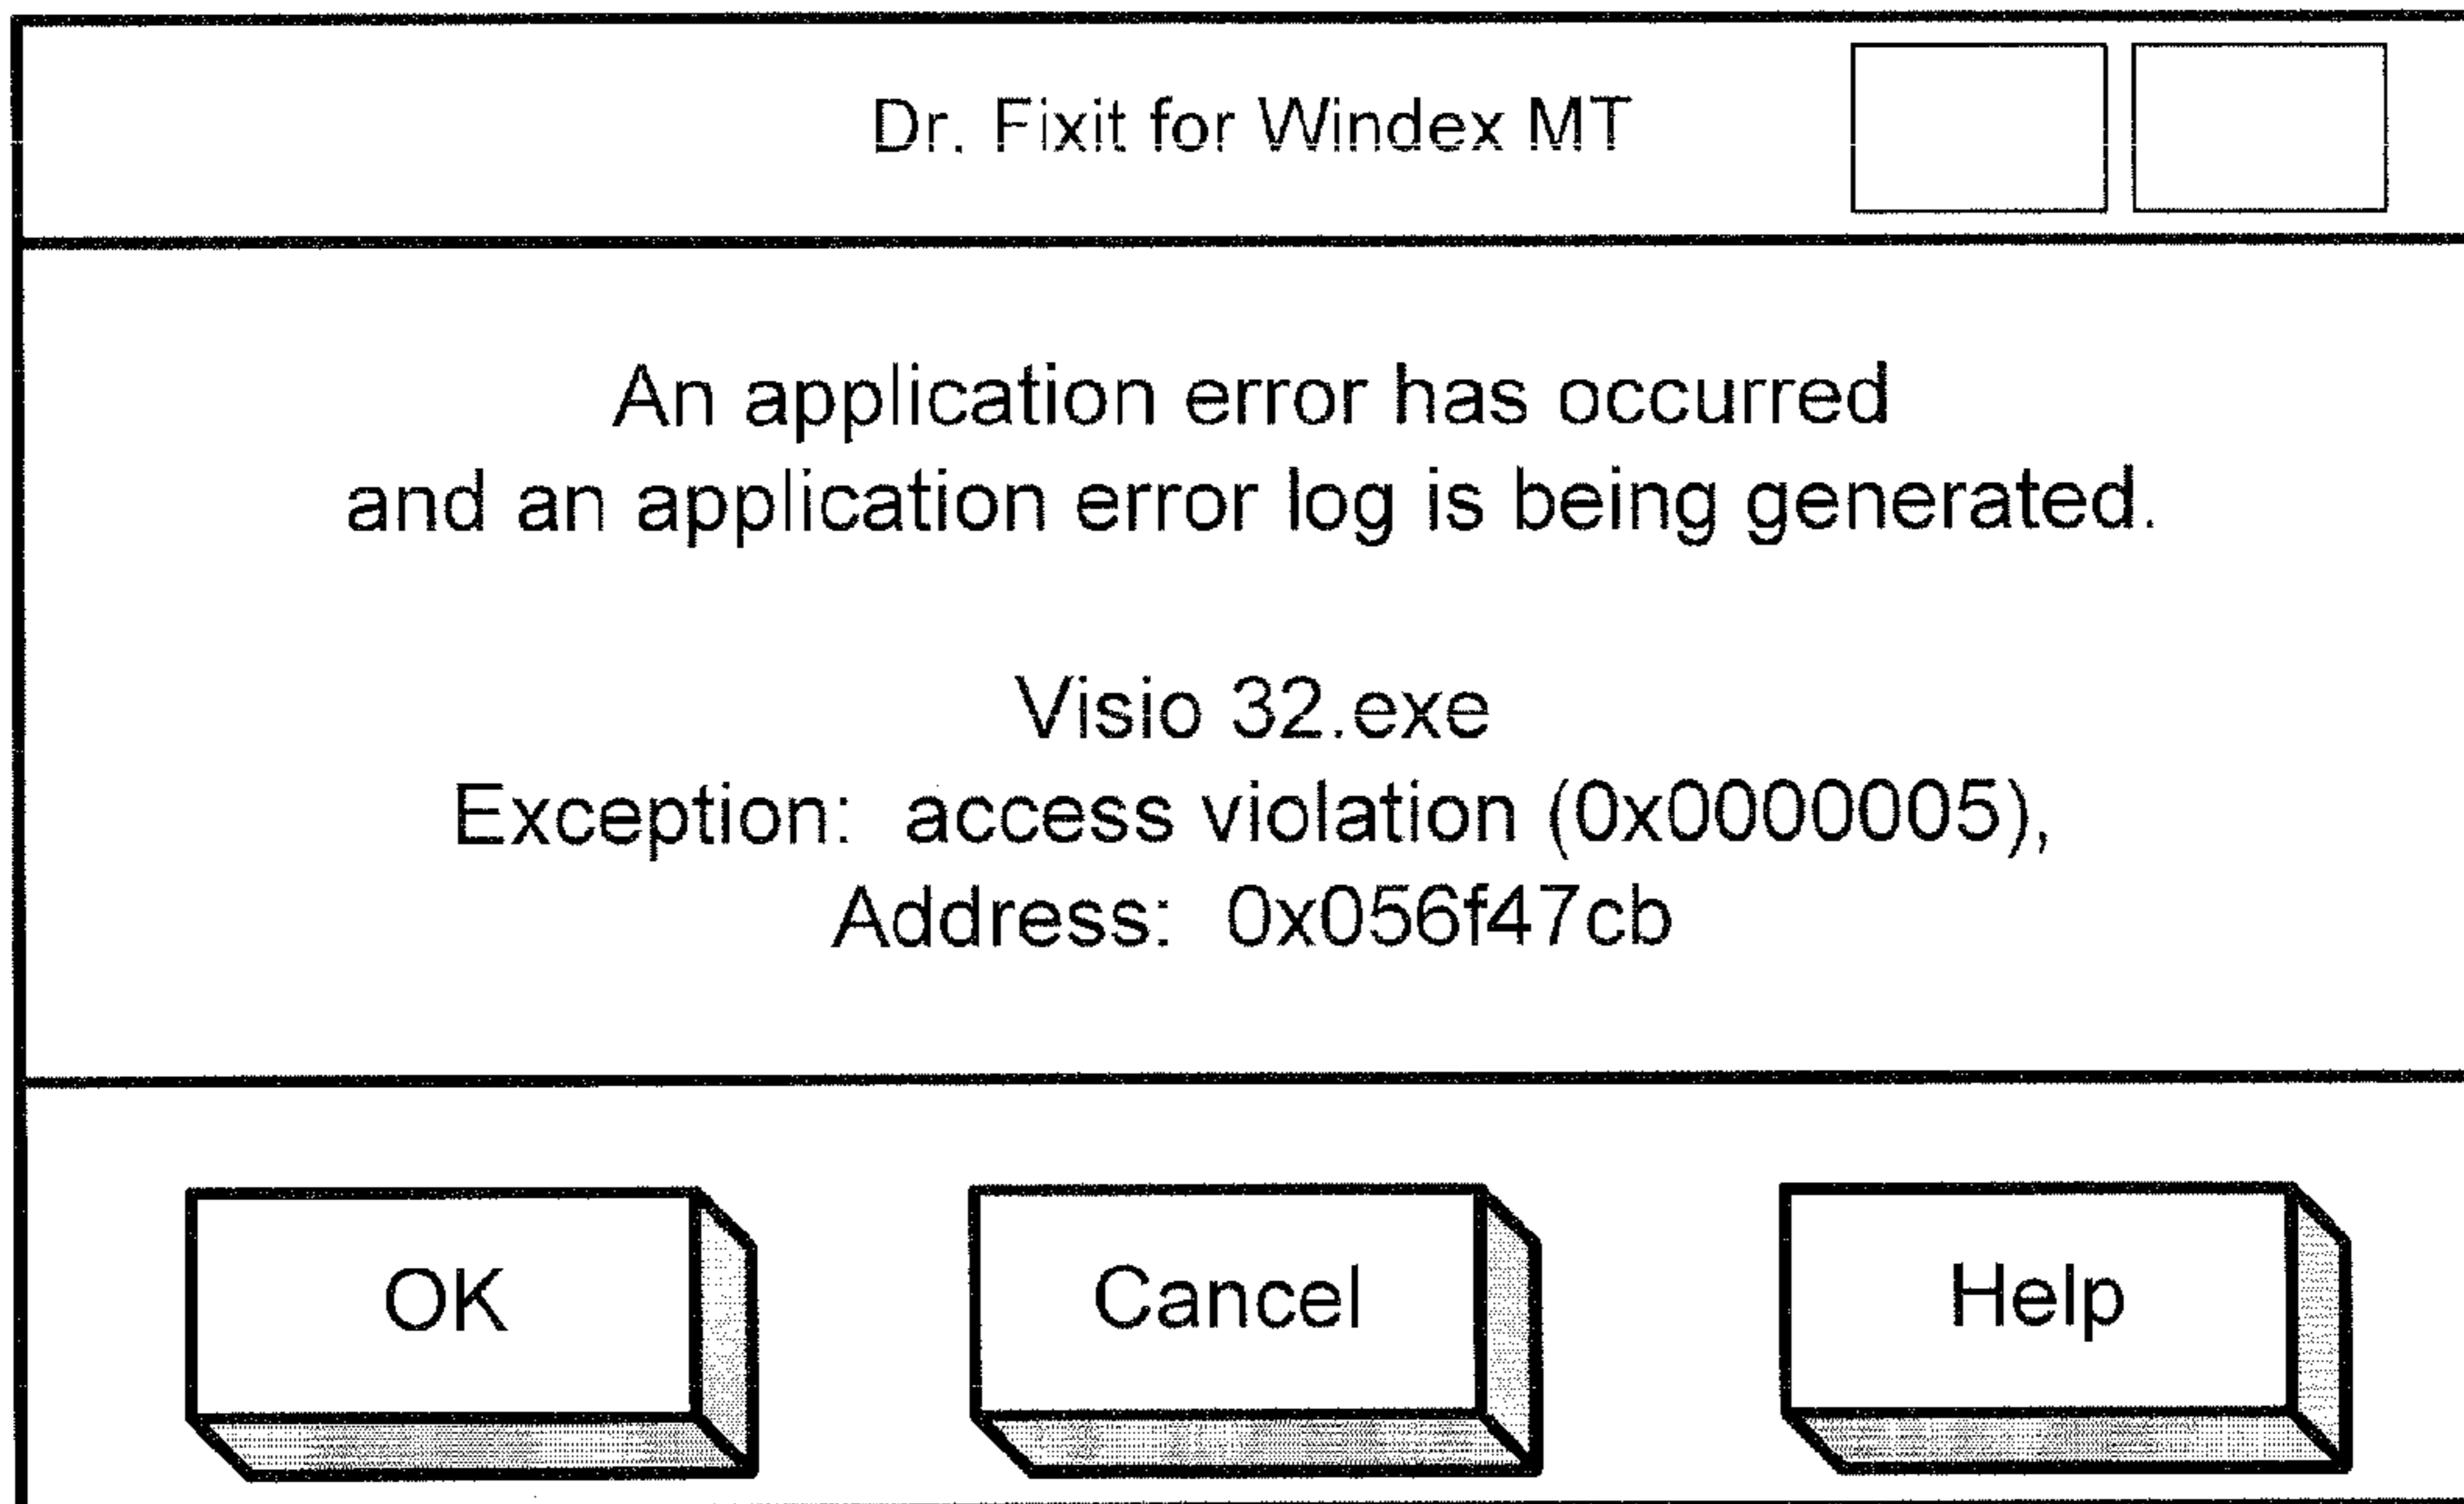 Dr. Fixit for Windex MT
An application error has occurred
and an application error log is being generated.
Visio 32.exe
Exception: access violation (0x0000005),
Address: 0x056f47cb
OK
Cancel
Help